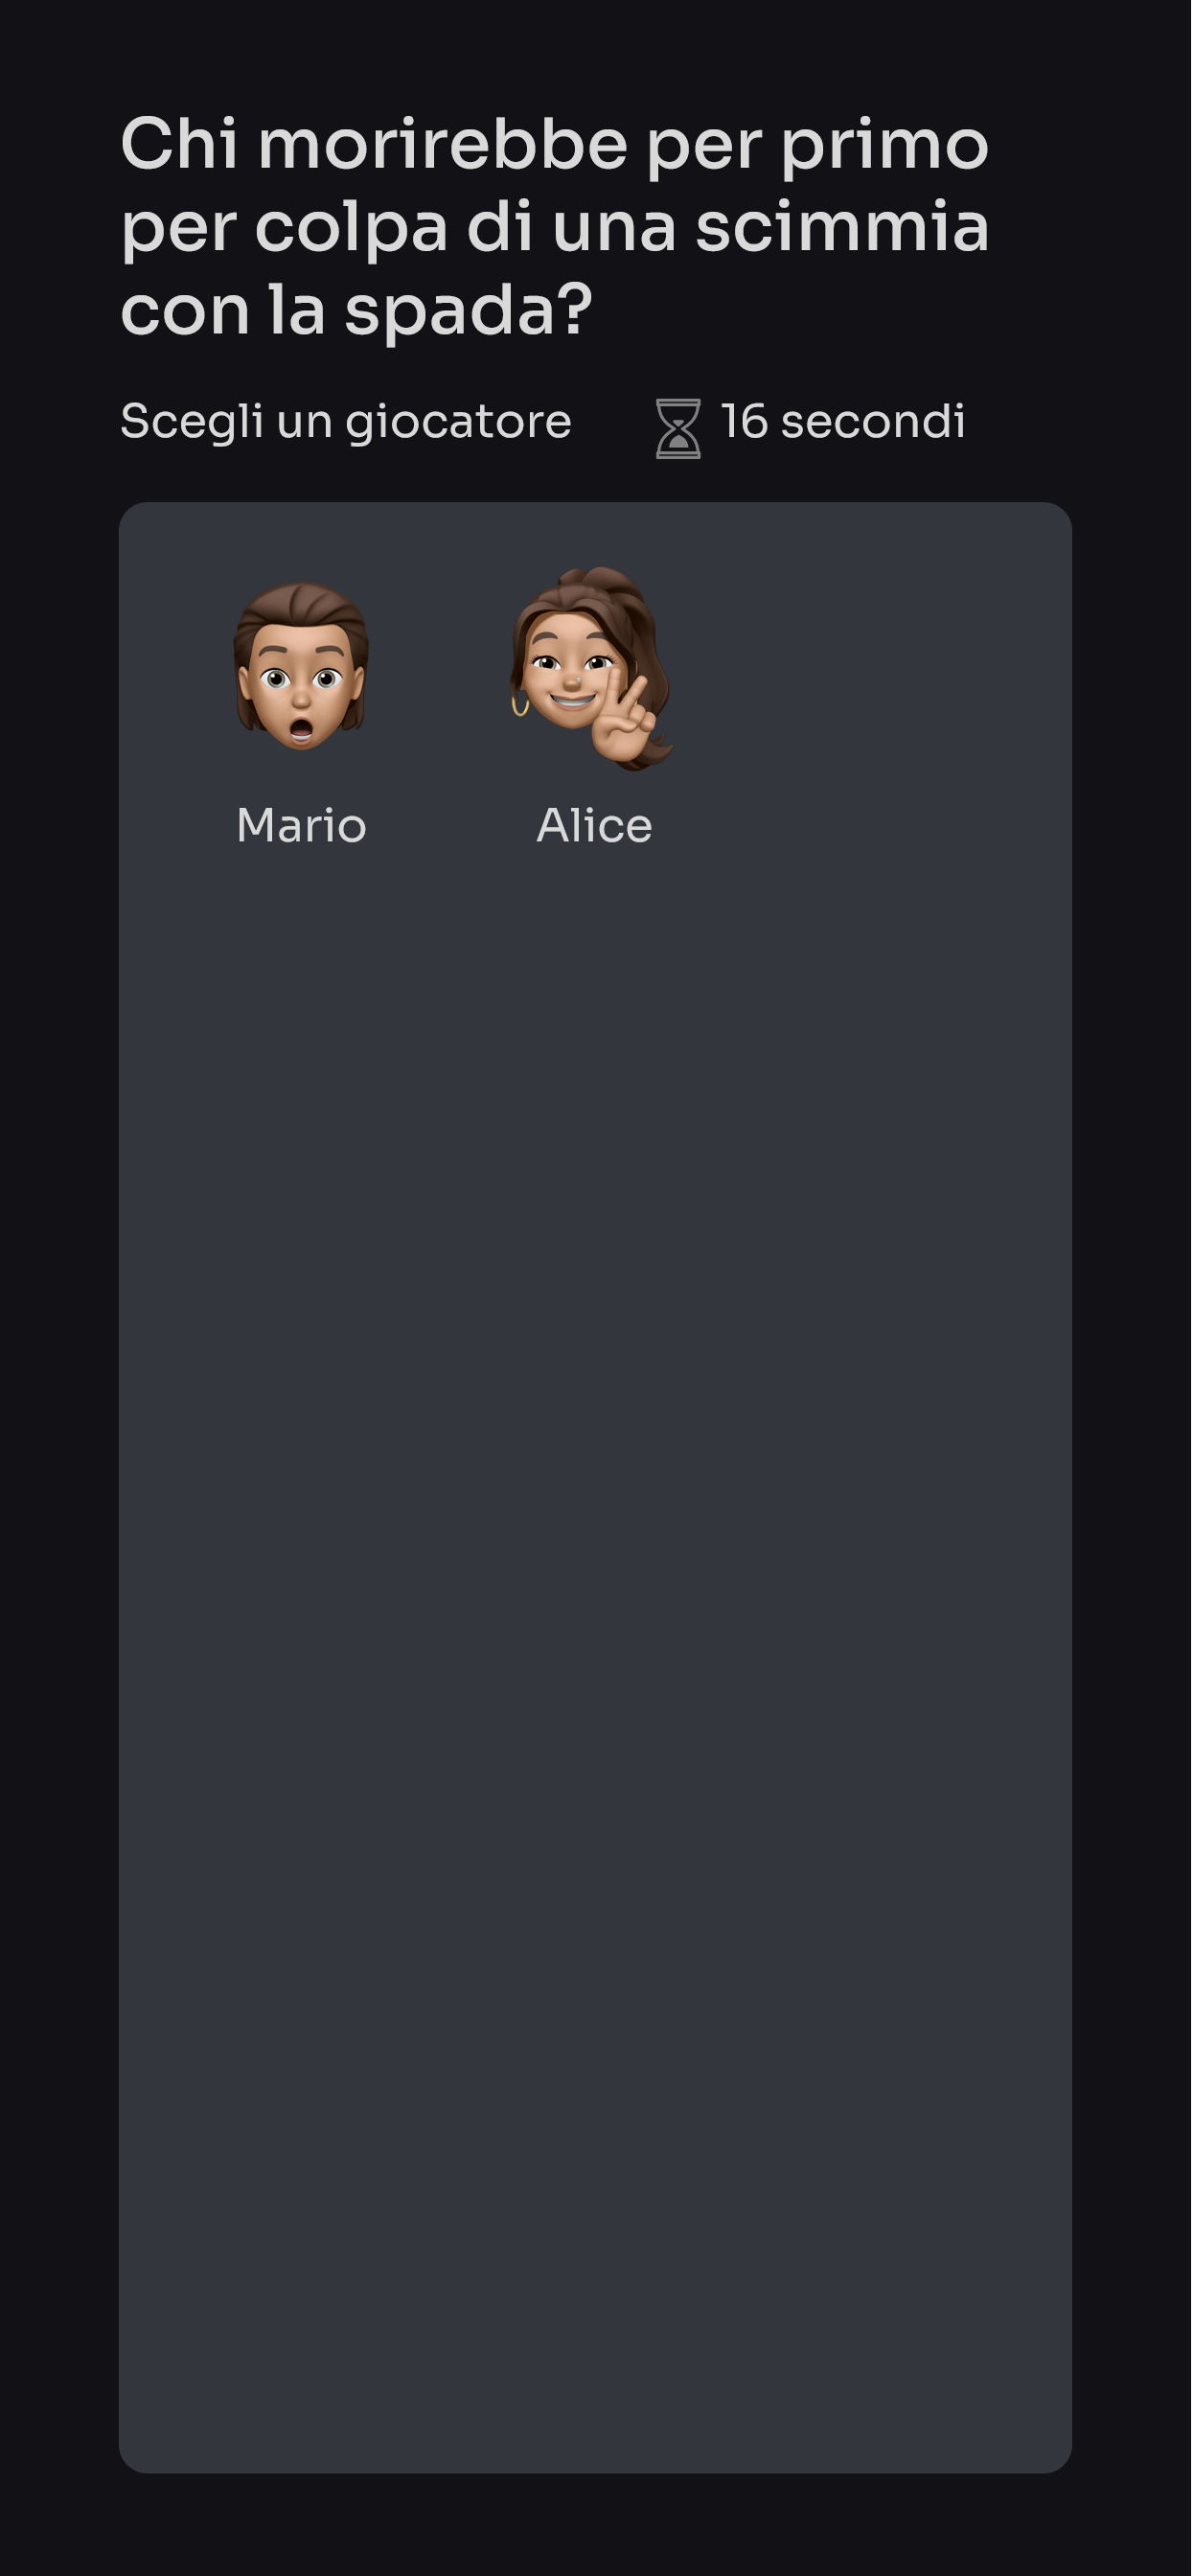 Chi morirebbe per primo
per colpa di una scimmia
con la spada?
Scegli un giocatore
16 secondi
Mario
Alice